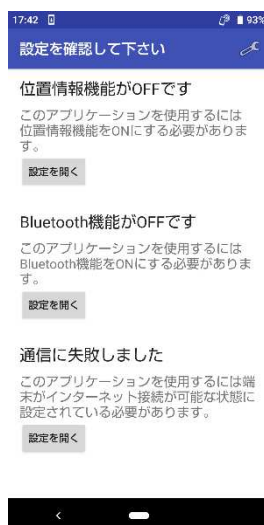 17:42 93%
設定を確認して下さい
位置情報機能がOFFです
このアプリケーションを使用するには
位置情報機能をONにする必要がありま
す。
設定を開く
Bluetooth機能がOFFです
このアプリケーションを使用するには
Bluetooth機能をONにする必要がありま
す。
設定を開く
通信に失敗しました
このアプリケーションを使用するには端
末がインターネット接続が可能な状態に
設定されている必要があります。
設定を開く